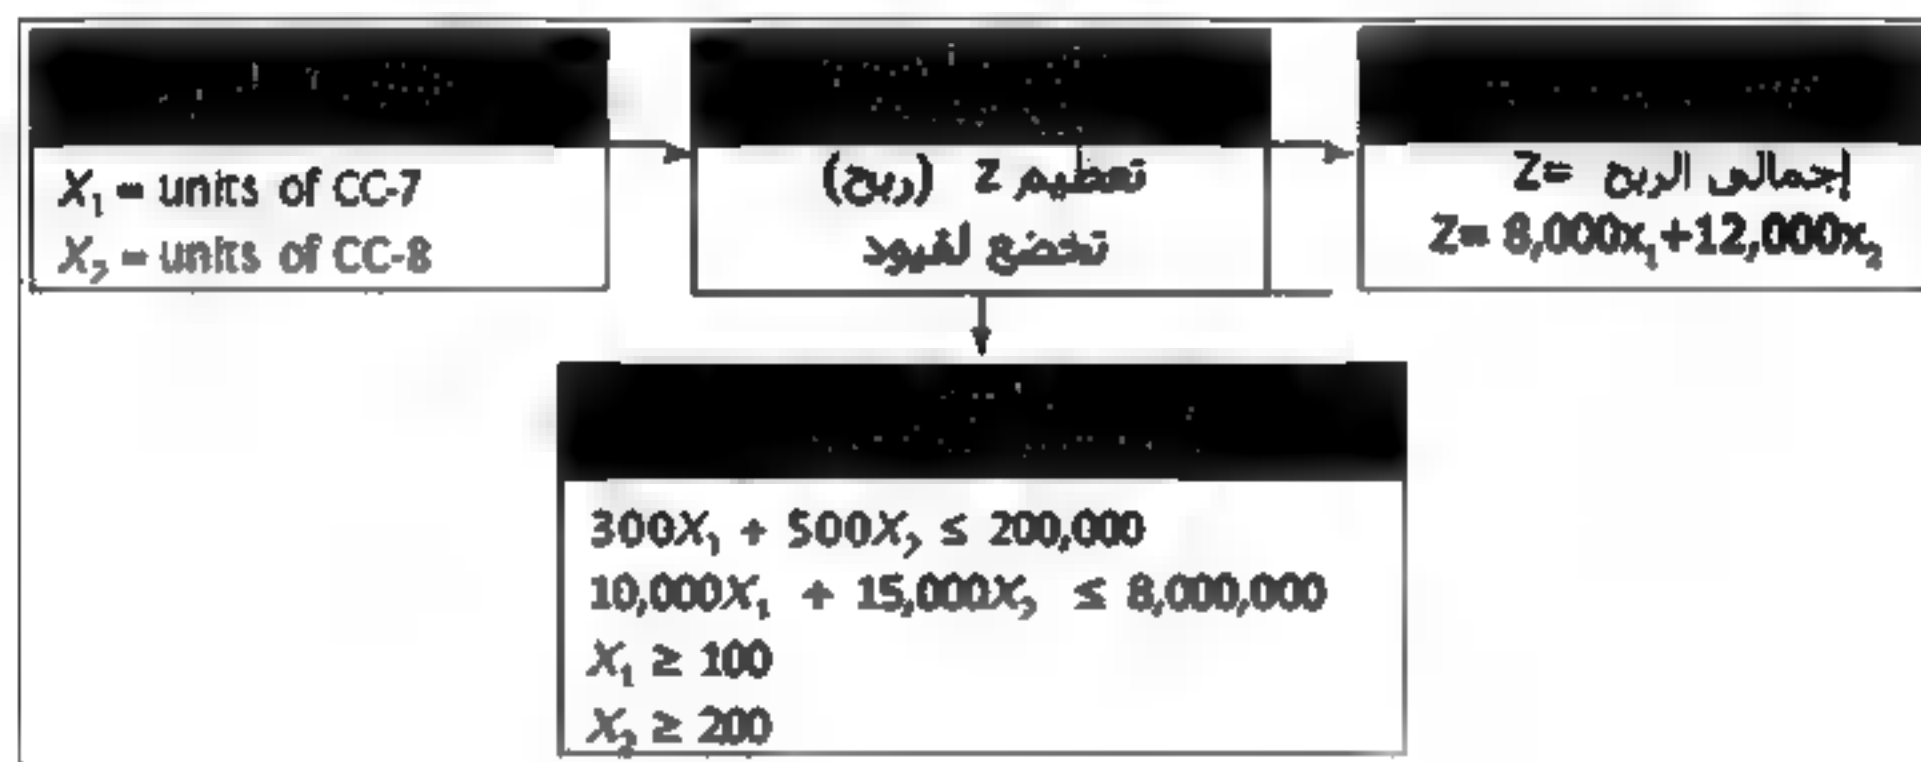 X₁ = units of CC-7
X₂ = units of CC-8
تعظيم Z (ربح)
تخضع لقيود
إجمالى الربح =Z
Z= 8,000x₁+12,000x₂
300X₁ + 500X₂ ≤ 200,000
10,000X₁ + 15,000X₂ ≤ 8,000,000
X₁ ≥ 100
X₂ ≥ 200